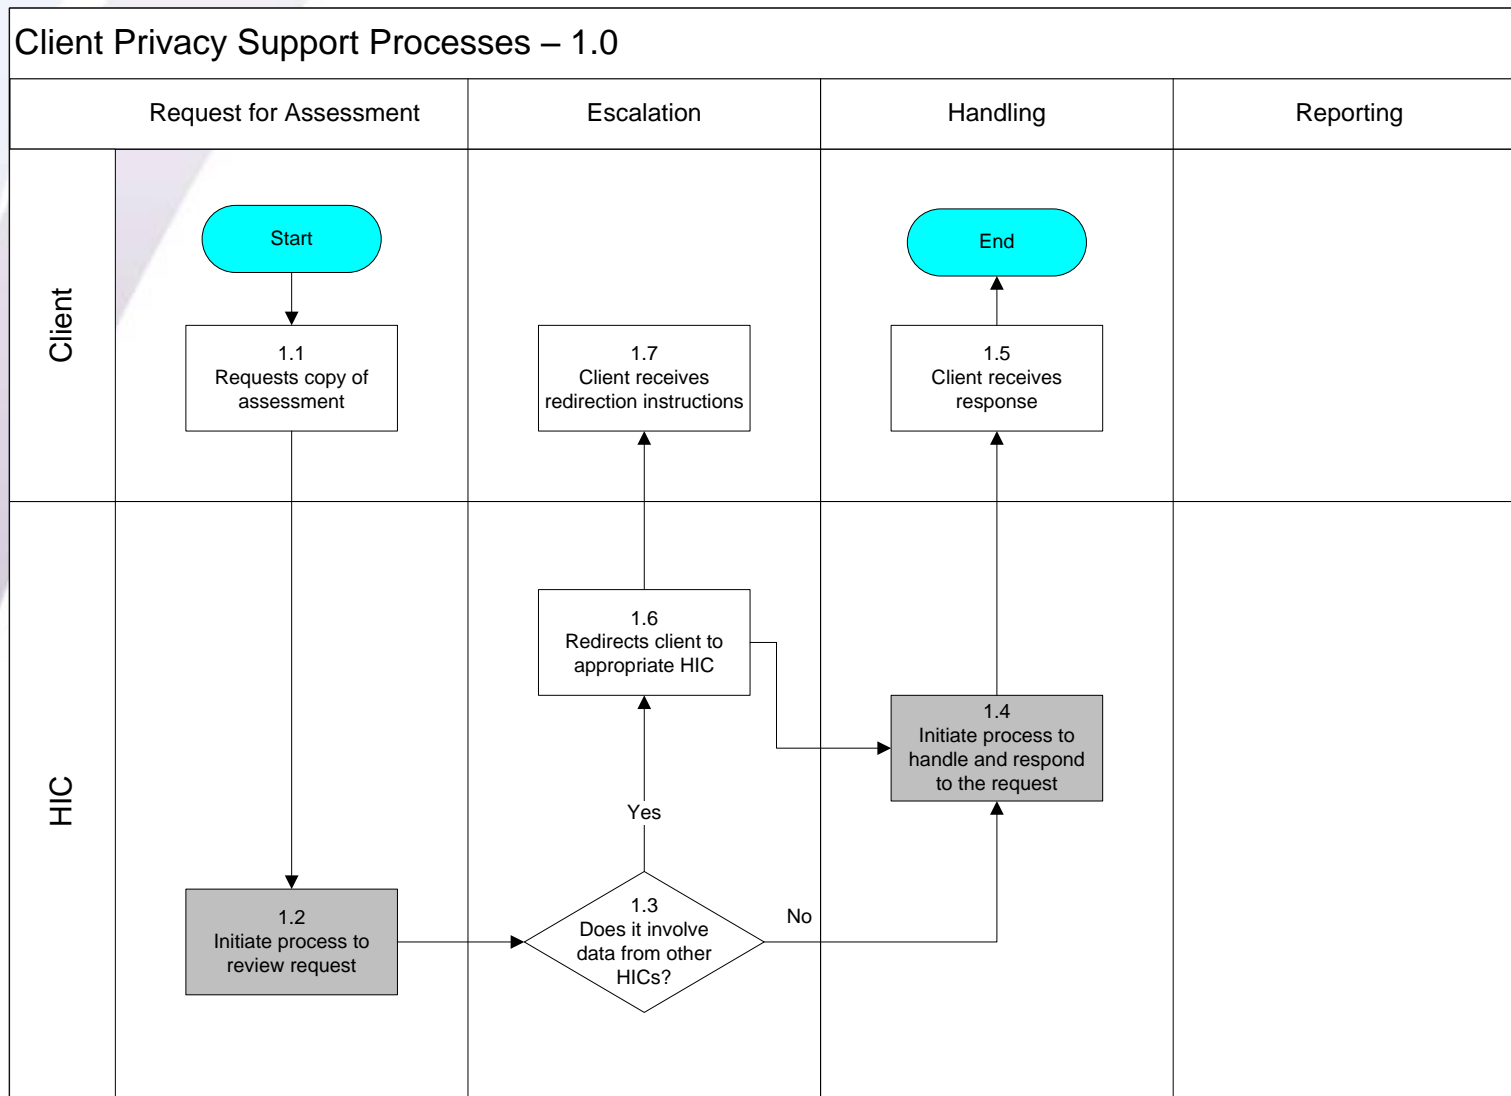 Client Privacy Support Processes – 1.0
Request for Assessment
Escalation
Handling
Reporting
Client
Start
End
1.1
Requests copy of
assessment
1.7
Client receives
redirection instructions
1.5
Client receives
response
HIC
1.6
Redirects client to
appropriate HIC
1.4
Initiate process to
handle and respond
to the request
Yes
1.2
Initiate process to
review request
1.3
Does it involve
data from other
HICs?
No